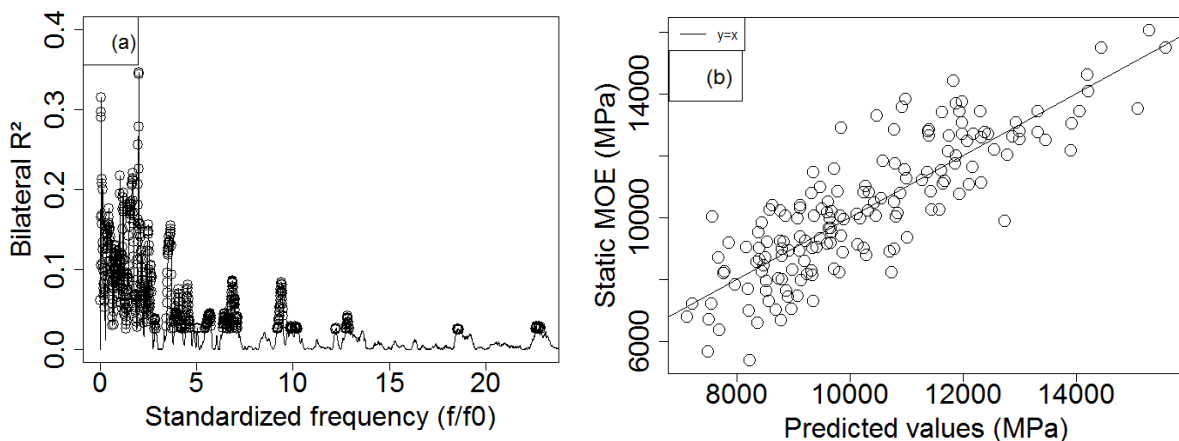 (a)
Bilateral R²
0.4
0.3
0.2
0.1
0.0
0 5 10 15 20
Standardized frequency (f/f0)
y=x
(b)
Static MOE (MPa)
14000
10000
6000
8000 10000 12000 14000
Predicted values (MPa)